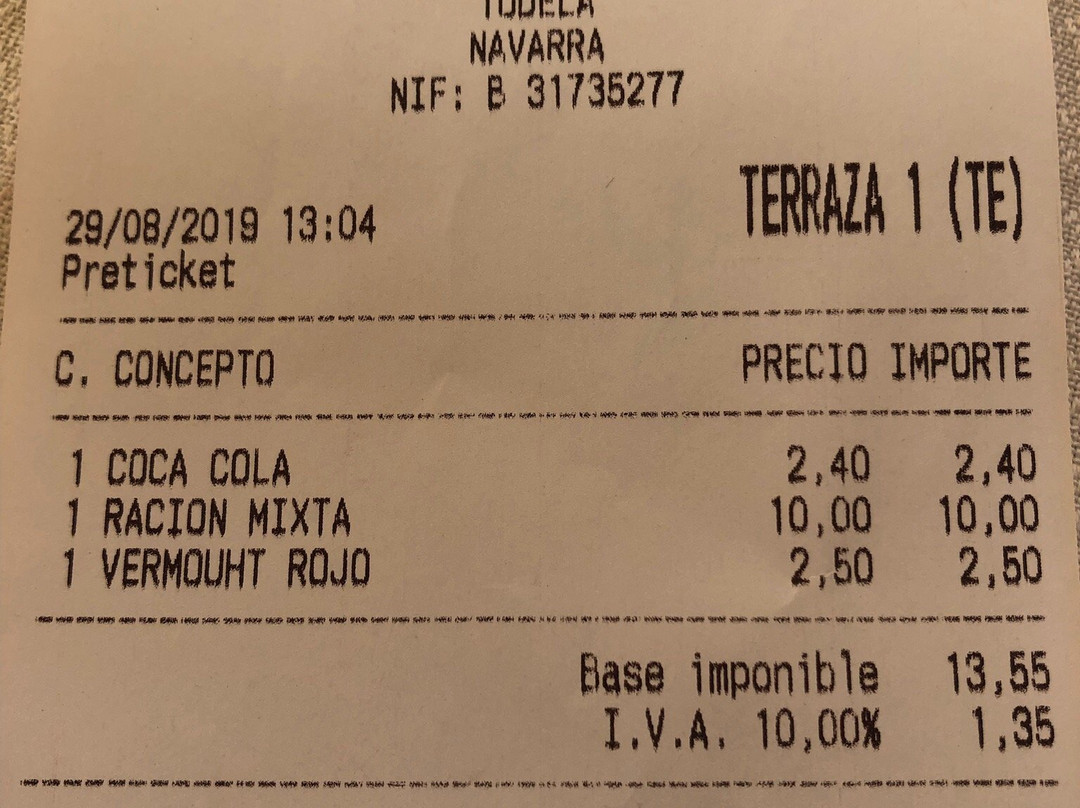 TUDELA
NAVARRA
NIF: B 31735277
TERRAZA 1 (TE)
29/08/2019 13:04
Preticket
C. CONCEPTO PRECIO IMPORTE
1 COCA COLA 2,40 2,40
1 RACION MIXTA 10,00 10,00
1 VERMOUHT ROJO 2,50 2,50
Base imponible 13,55
I.V.A. 10,00% 1,35